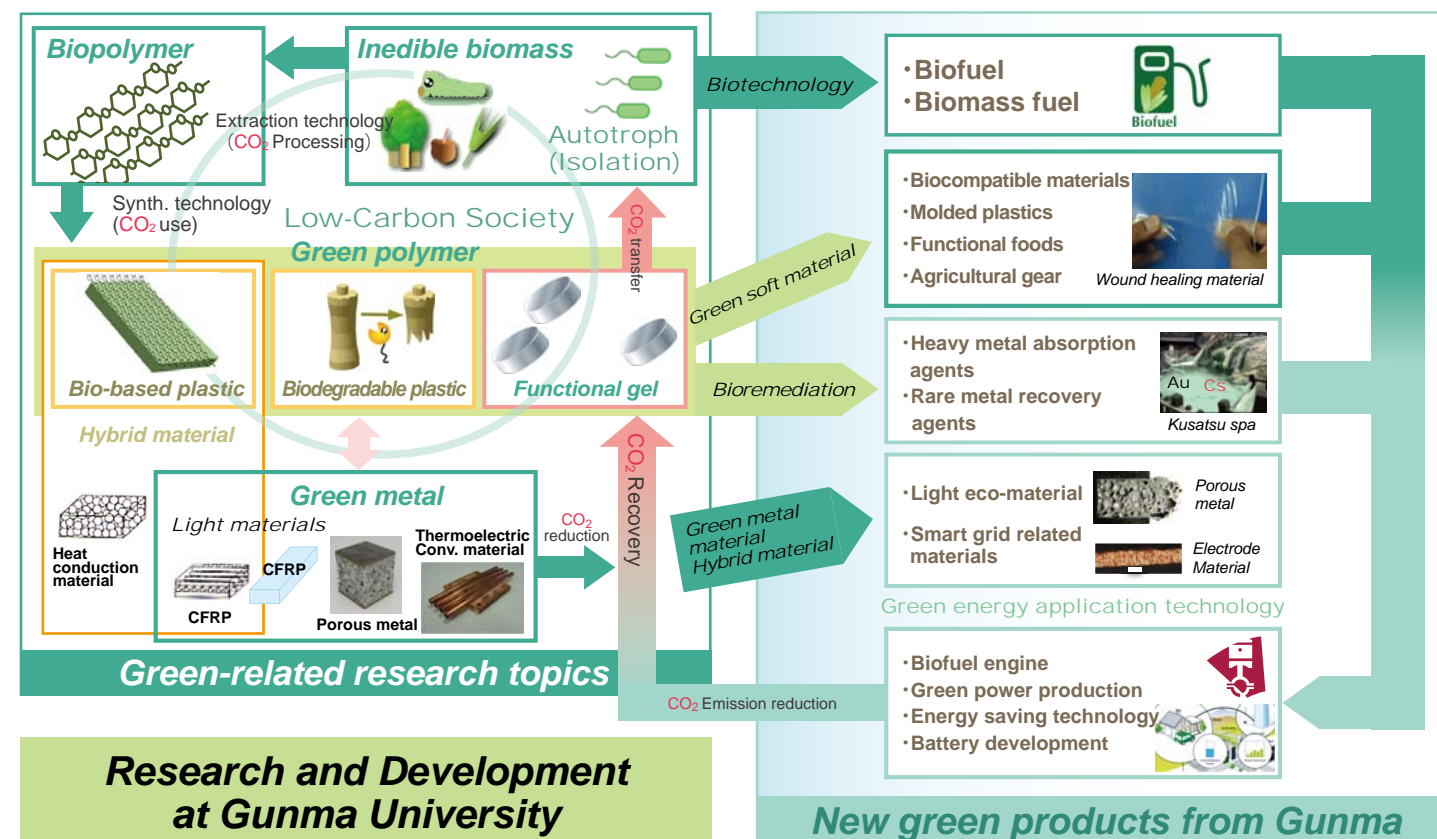 Biopolymer
Inedible biomass
Extraction technology
(CO₂ Processing)
Autotroph
(Isolation)
Synth. technology
(CO₂ use)
Low-Carbon Society
CO₂ transfer
Green polymer
Bio-based plastic
Biodegradable plastic
Functional gel
Hybrid material
Heat
conduction
material
Green metal
Light materials
CFRP
CFRP
Porous metal
Thermoelectric
Conv. material
CO₂
reduction
CO₂ Recovery
Green-related research topics
Research and Development
at Gunma University
Biotechnology
Green soft material
Bioremediation
Green metal
material
Hybrid material
CO₂ Emission reduction
・Biofuel
・Biomass fuel
Biofuel
・Biocompatible materials
・Molded plastics
・Functional foods
・Agricultural gear
Wound healing material
・Heavy metal absorption
agents
・Rare metal recovery
agents
Au Cs
Kusatsu spa
・Light eco-material
・Smart grid related
materials
Porous
metal
Electrode
Material
Green energy application technology
・Biofuel engine
・Green power production
・Energy saving technology
・Battery development
New green products from Gunma